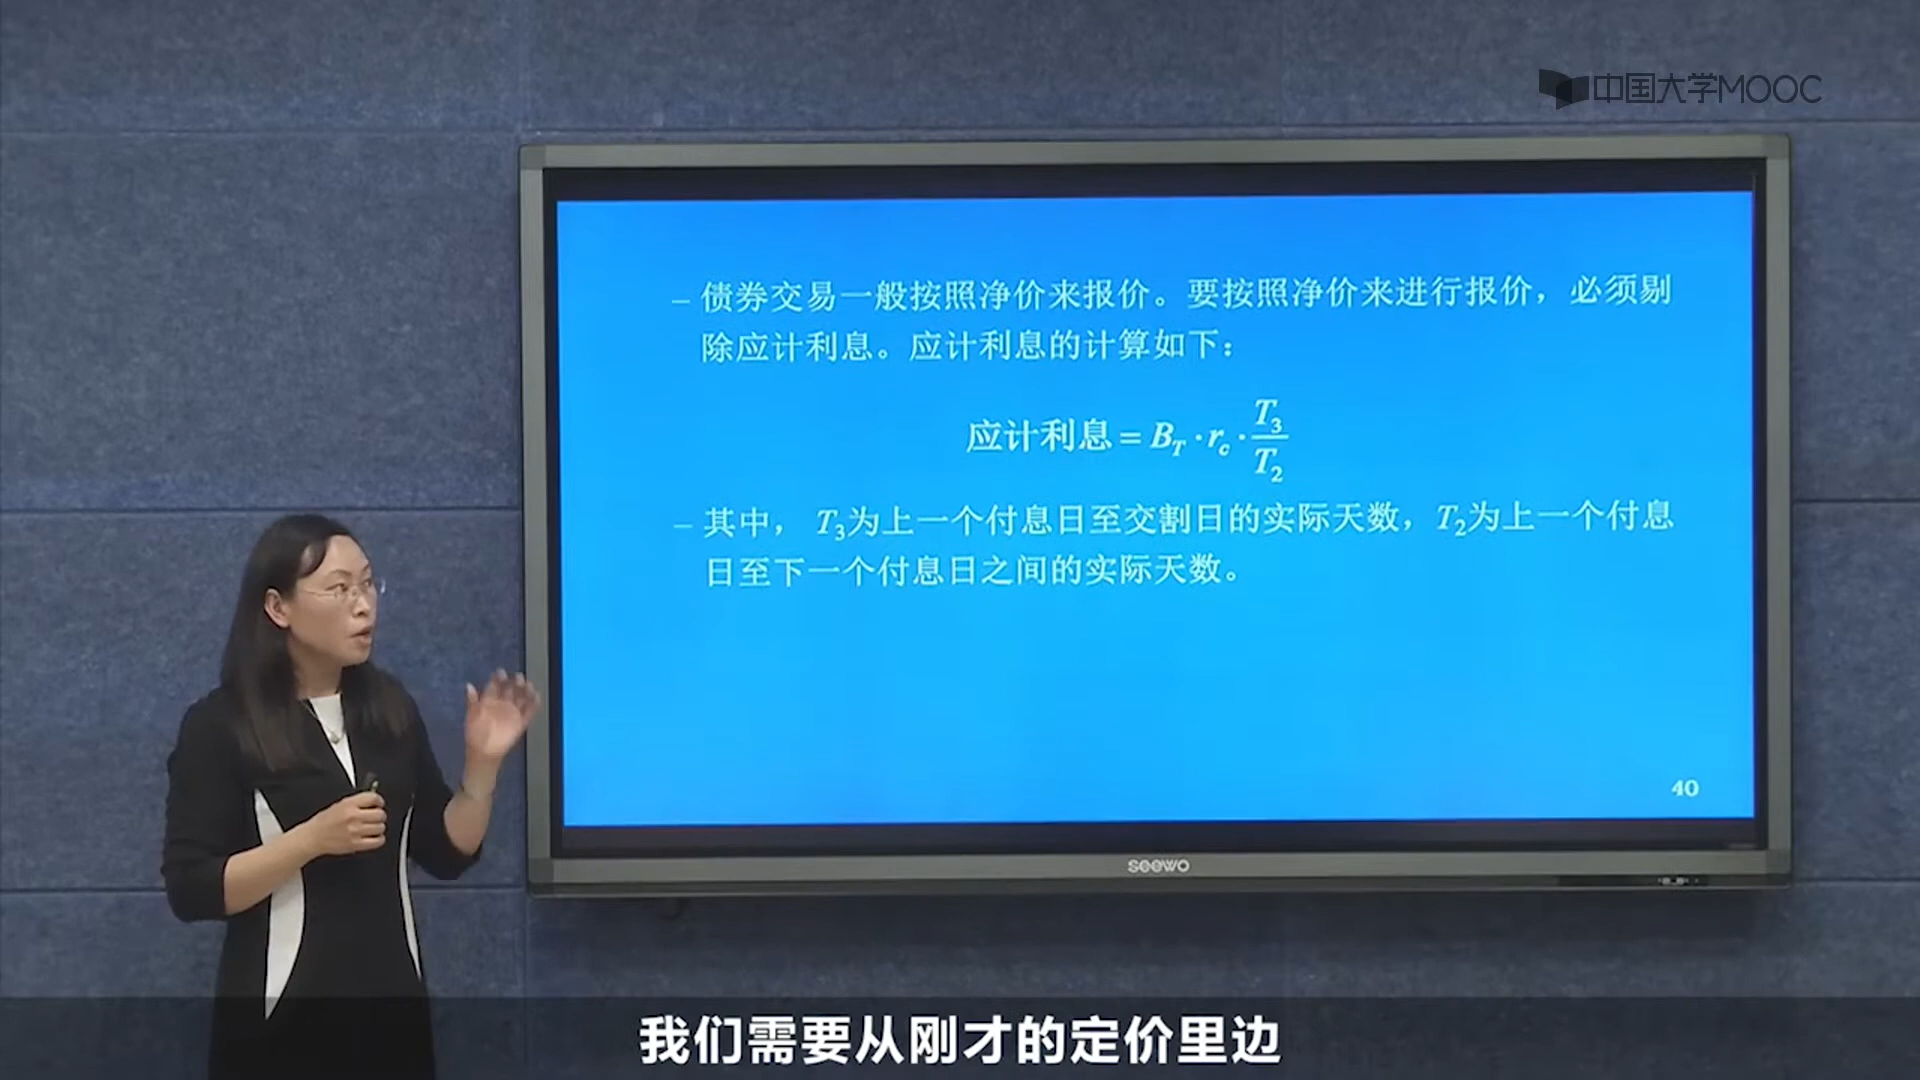 中国大学MOOC
– 债券交易一般按照净价来报价。要按照净价来进行报价，必须剔
除应计利息。应计利息的计算如下：
应计利息 = B_T · r_c · T_3 / T_2
– 其中， T_3为上一个付息日至交割日的实际天数，T_2为上一个付息
日至下一个付息日之间的实际天数。
40
seewo
我们需要从刚才的定价里边